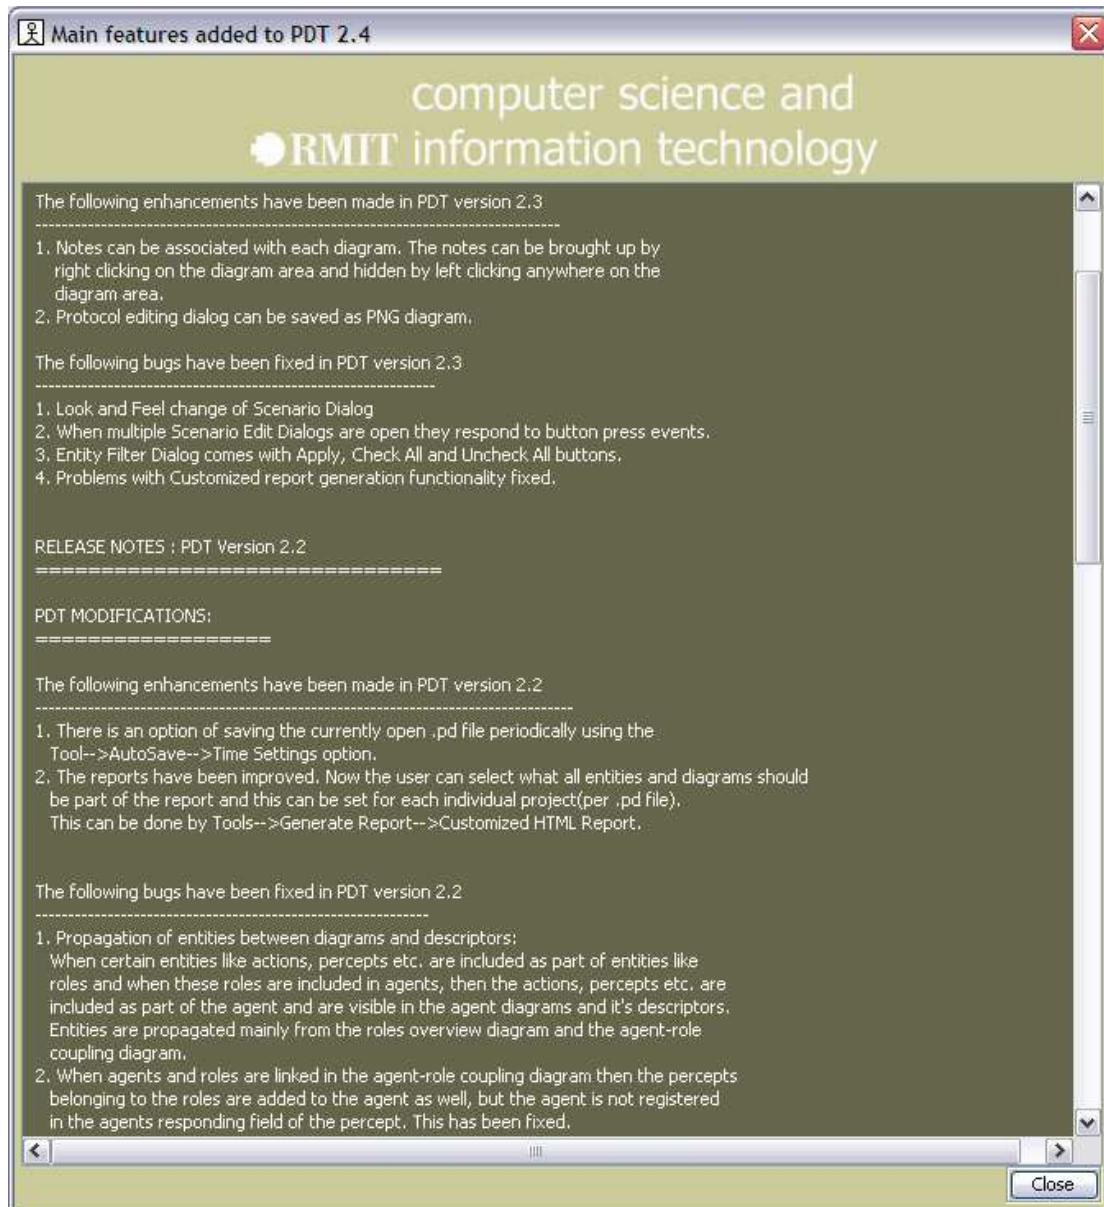 Main features added to PDT 2.4
computer science and
RMIT information technology
The following enhancements have been made in PDT version 2.3
--------------------------------------------------------------------------------
1. Notes can be associated with each diagram. The notes can be brought up by
right clicking on the diagram area and hidden by left clicking anywhere on the
diagram area.
2. Protocol editing dialog can be saved as PNG diagram.
The following bugs have been fixed in PDT version 2.3
-------------------------------------------------------------
1. Look and Feel change of Scenario Dialog
2. When multiple Scenario Edit Dialogs are open they respond to button press events.
3. Entity Filter Dialog comes with Apply, Check All and Uncheck All buttons.
4. Problems with Customized report generation functionality fixed.
RELEASE NOTES : PDT Version 2.2
===============================
PDT MODIFICATIONS:
==================
The following enhancements have been made in PDT version 2.2
----------------------------------------------------------------------------------
1. There is an option of saving the currently open .pd file periodically using the
Tool-->AutoSave-->Time Settings option.
2. The reports have been improved. Now the user can select what all entities and diagrams should
be part of the report and this can be set for each individual project(per .pd file).
This can be done by Tools-->Generate Report-->Customized HTML Report.
The following bugs have been fixed in PDT version 2.2
------------------------------------------------------------
1. Propagation of entities between diagrams and descriptors:
When certain entities like actions, percepts etc. are included as part of entities like
roles and when these roles are included in agents, then the actions, percepts etc. are
included as part of the agent and are visible in the agent diagrams and it's descriptors.
Entities are propagated mainly from the roles overview diagram and the agent-role
coupling diagram.
2. When agents and roles are linked in the agent-role coupling diagram then the percepts
belonging to the roles are added to the agent as well, but the agent is not registered
in the agents responding field of the percept. This has been fixed.
Close